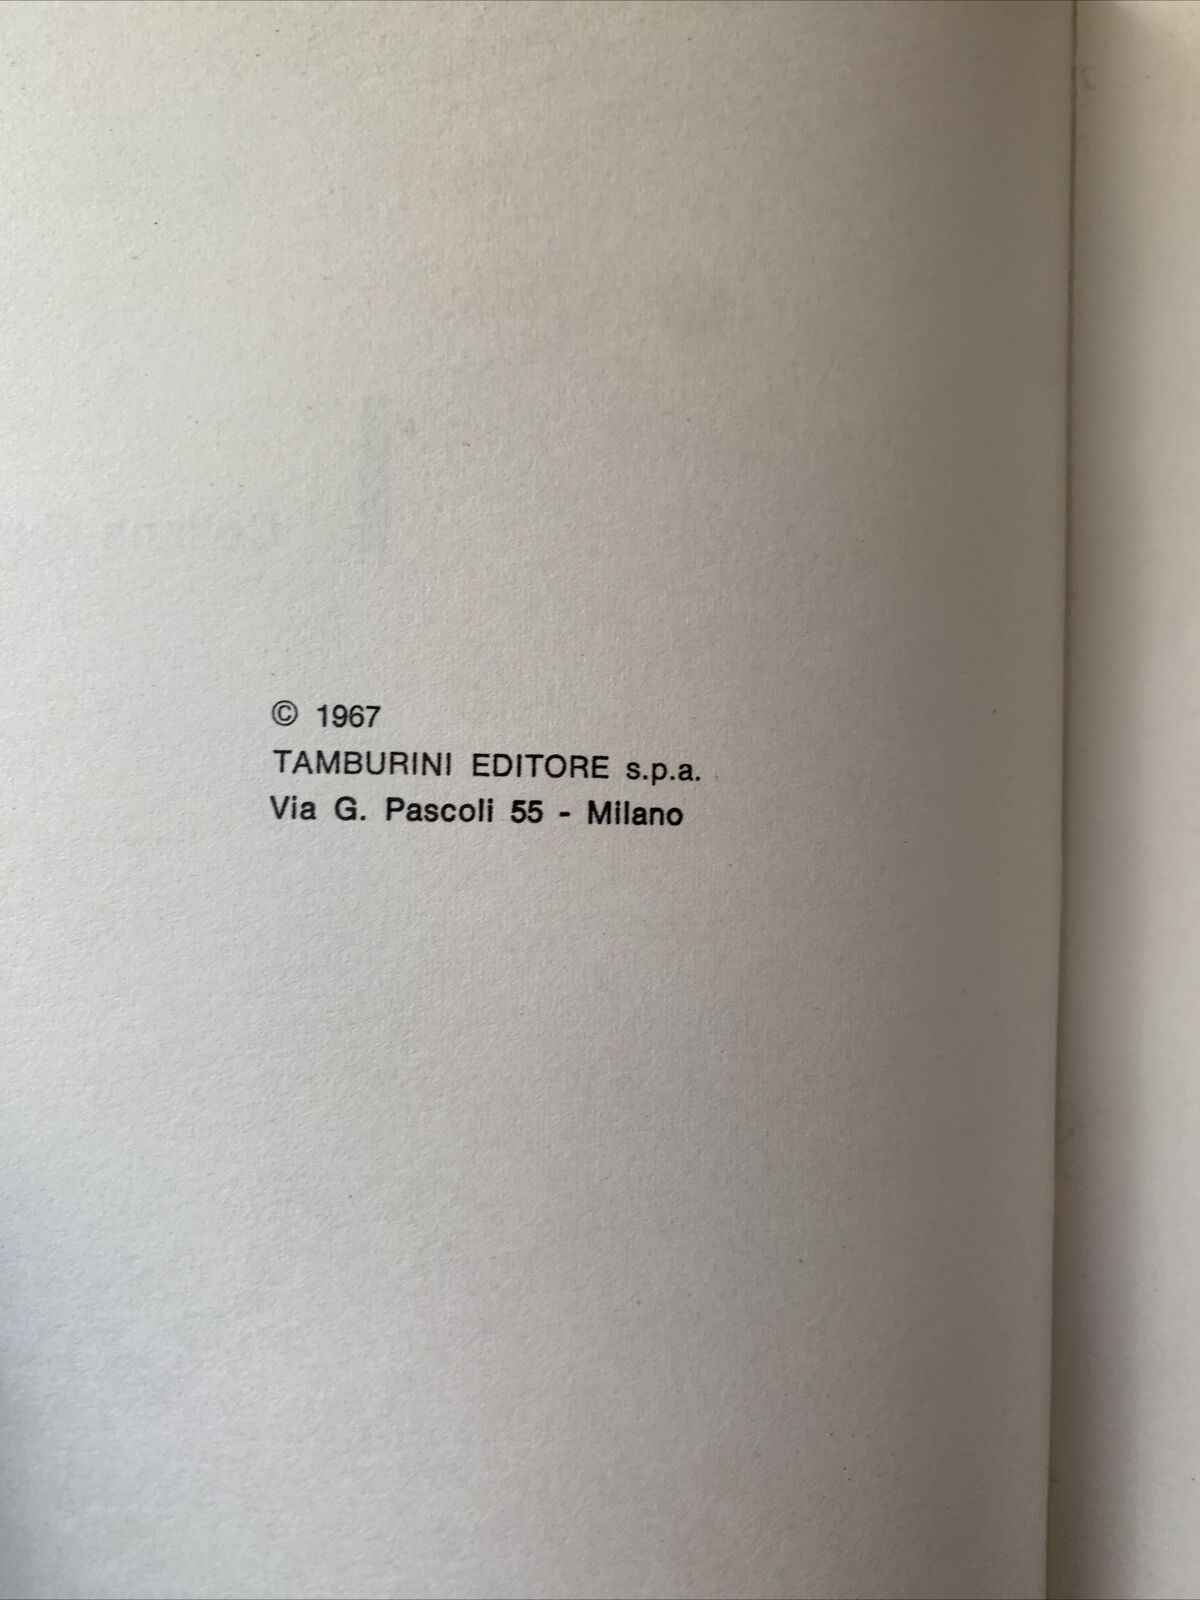 © 1967
TAMBURINI EDITORE s.p.a.
Via G. Pascoli 55 - Milano